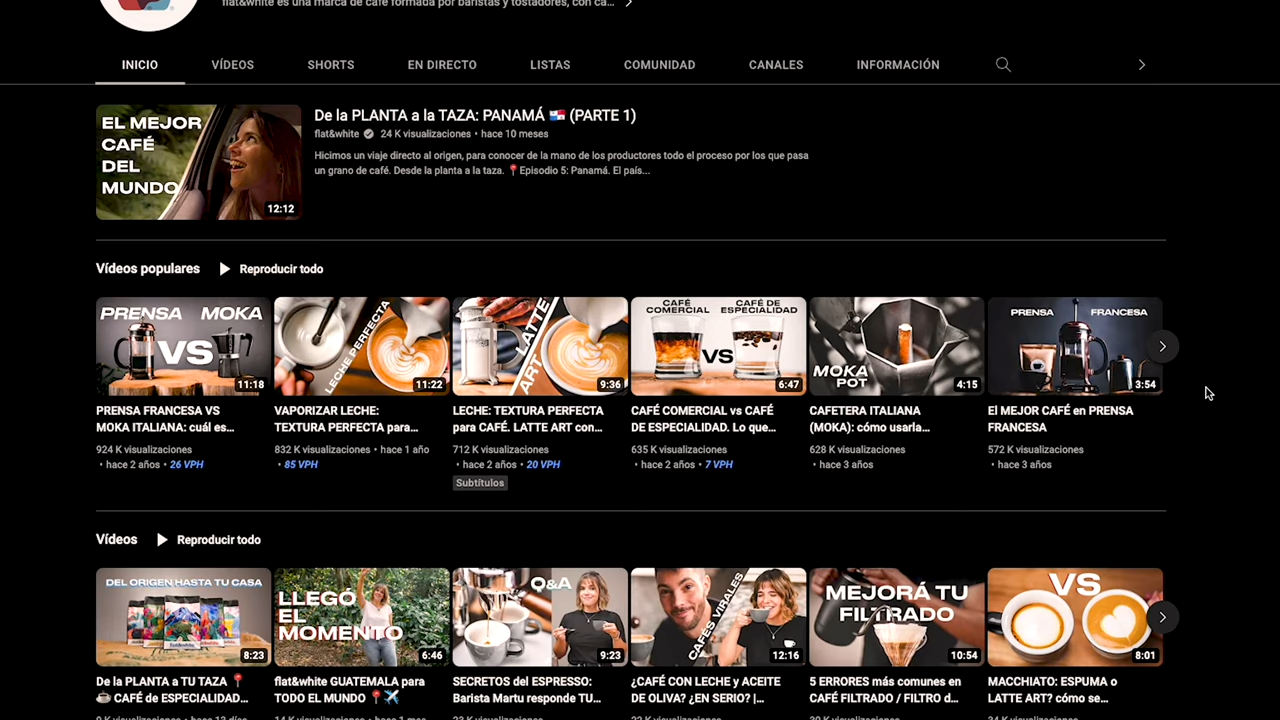 flat&white es una marca de café formada por baristas y tostadores, con ca...
INICIO
VÍDEOS
SHORTS
EN DIRECTO
LISTAS
COMUNIDAD
CANALES
INFORMACIÓN
EL MEJOR
CAFÉ
DEL
MUNDO
12:12
De la PLANTA a la TAZA: PANAMÁ 🇵🇦 (PARTE 1)
flat&white 24 K visualizaciones • hace 10 meses
Hicimos un viaje directo al origen, para conocer de la mano de los productores todo el proceso por los que pasa
un grano de café. Desde la planta a la taza. 📍Episodio 5: Panamá. El país...
Vídeos populares
Reproducir todo
PRENSA MOKA
VS
11:18
PRENSA FRANCESA VS
MOKA ITALIANA: cuál es...
924 K visualizaciones
• hace 2 años • 26 VPH
LECHE PERFECTA
11:22
VAPORIZAR LECHE:
TEXTURA PERFECTA para...
832 K visualizaciones • hace 1 año
• 85 VPH
LATTE
ART
9:36
LECHE: TEXTURA PERFECTA
para CAFÉ. LATTE ART con...
712 K visualizaciones
• hace 2 años • 20 VPH
Subtítulos
CAFÉ
COMERCIAL
CAFÉ DE
ESPECIALIDAD
VS
6:47
CAFÉ COMERCIAL vs CAFÉ
DE ESPECIALIDAD. Lo que...
635 K visualizaciones
• hace 2 años • 7 VPH
MOKA
POT
4:15
CAFETERA ITALIANA
(MOKA): cómo usarla...
628 K visualizaciones
• hace 3 años
PRENSA FRANCESA
3:54
El MEJOR CAFÉ en PRENSA
FRANCESA
572 K visualizaciones
• hace 3 años
Vídeos
Reproducir todo
DEL ORIGEN HASTA TU CASA
8:23
De la PLANTA a TU TAZA 📍
☕ CAFÉ de ESPECIALIDAD...
9 K visualizaciones • hace 13 días
LLEGÓ
EL
MOMENTO
6:46
flat&white GUATEMALA para
TODO EL MUNDO 📍✈️
14 K visualizaciones • hace 1 mes
Q&A
9:23
SECRETOS del ESPRESSO:
Barista Martu responde TU...
23 K visualizaciones
CAFES VIRALES
12:16
¿CAFÉ CON LECHE y ACEITE
DE OLIVA? ¿EN SERIO? |...
MEJORÁ TU
FILTRADO
10:54
5 ERRORES más comunes en
CAFÉ FILTRADO / FILTRO d...
VS
8:01
MACCHIATO: ESPUMA o
LATTE ART? cómo se...